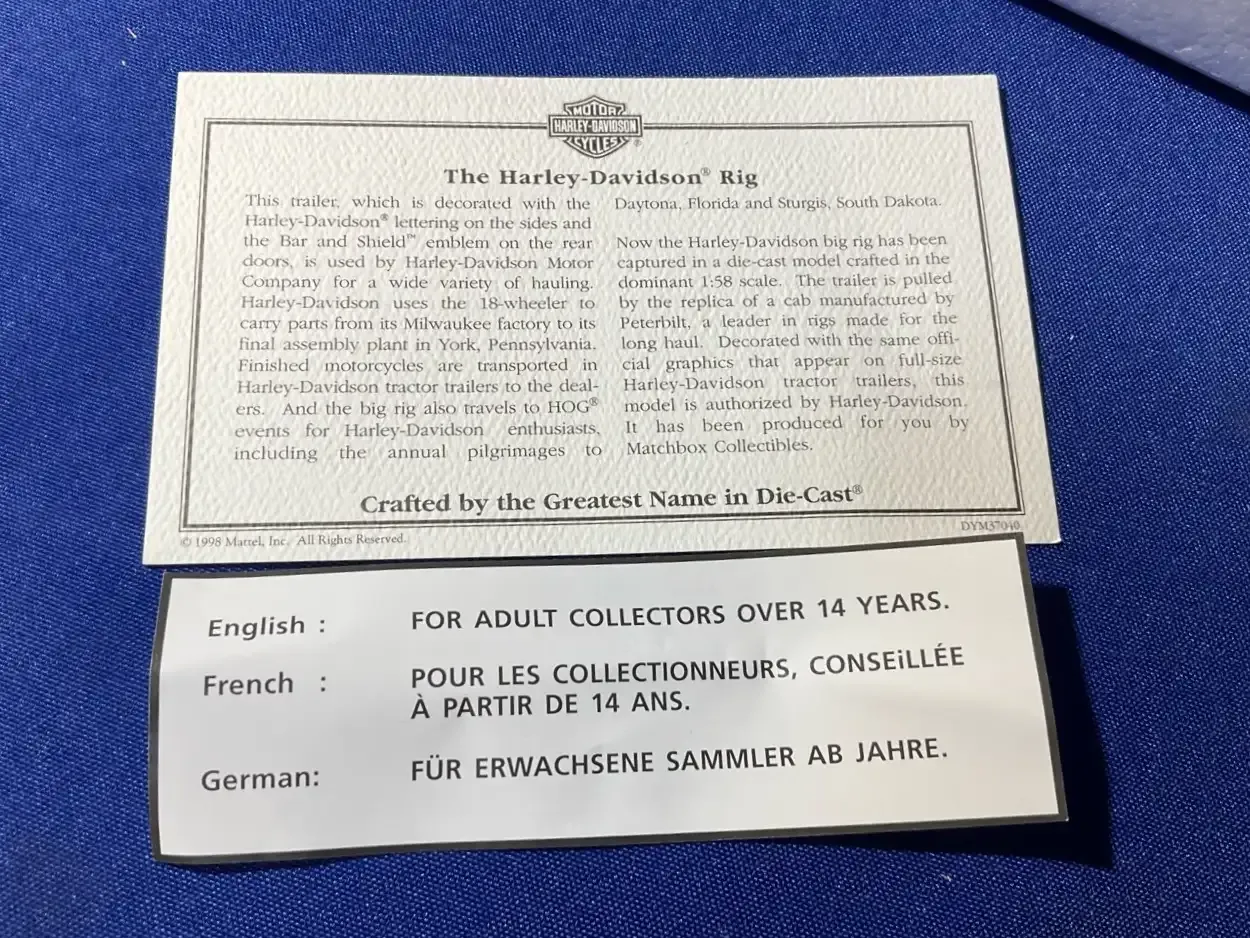 MOTOR
HARLEY-DAVIDSON
CYCLES®
The Harley-Davidson® Rig
This trailer, which is decorated with the
Harley-Davidson® lettering on the sides and
the Bar and Shield™ emblem on the rear
doors, is used by Harley-Davidson Motor
Company for a wide variety of hauling.
Harley-Davidson uses the 18-wheeler to
carry parts from its Milwaukee factory to its
final assembly plant in York, Pennsylvania.
Finished motorcycles are transported in
Harley-Davidson tractor trailers to the deal-
ers. And the big rig also travels to HOG®
events for Harley-Davidson enthusiasts,
including the annual pilgrimages to
Daytona, Florida and Sturgis, South Dakota.
Now the Harley-Davidson big rig has been
captured in a die-cast model crafted in the
dominant 1:58 scale. The trailer is pulled
by the replica of a cab manufactured by
Peterbilt, a leader in rigs made for the
long haul. Decorated with the same offi-
cial graphics that appear on full-size
Harley-Davidson tractor trailers, this
model is authorized by Harley-Davidson.
It has been produced for you by
Matchbox Collectibles.
Crafted by the Greatest Name in Die-Cast®
© 1998 Mattel, Inc. All Rights Reserved.
DYM37040
English : FOR ADULT COLLECTORS OVER 14 YEARS.
French : POUR LES COLLECTIONNEURS, CONSEiLLÉE
À PARTIR DE 14 ANS.
German: FÜR ERWACHSENE SAMMLER AB JAHRE.